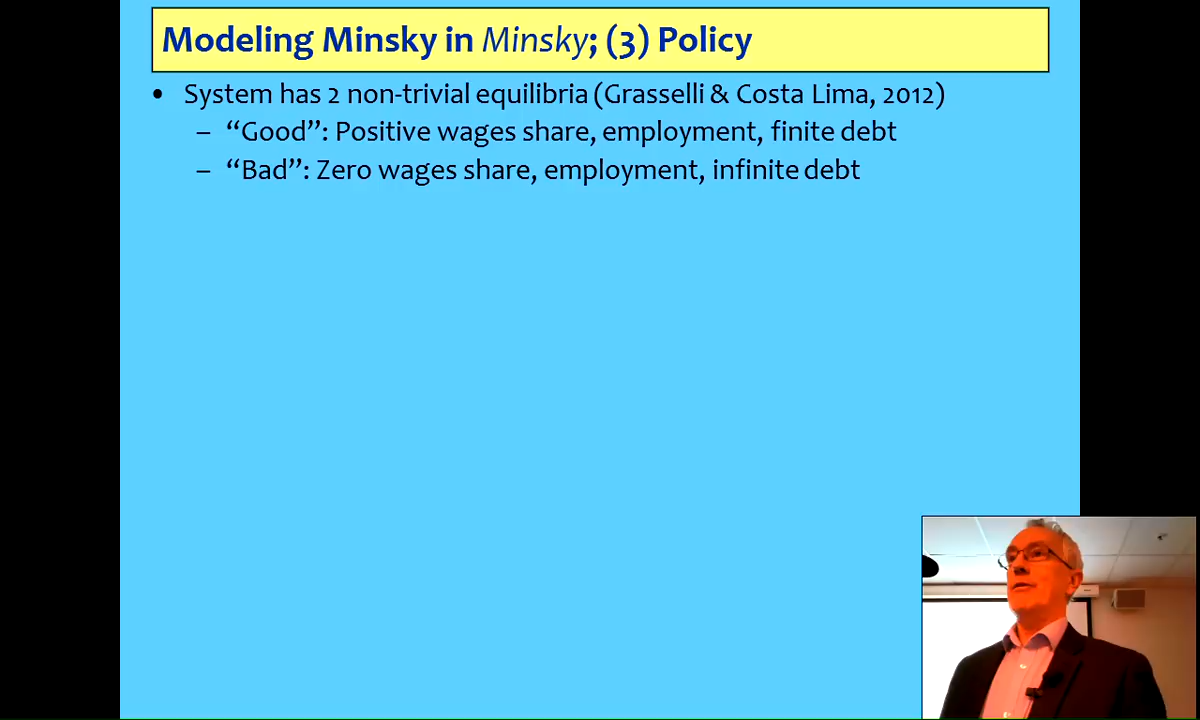 Modeling Minsky in Minsky; (3) Policy
• System has 2 non-trivial equilibria (Grasselli & Costa Lima, 2012)
– “Good”: Positive wages share, employment, finite debt
– “Bad”: Zero wages share, employment, infinite debt